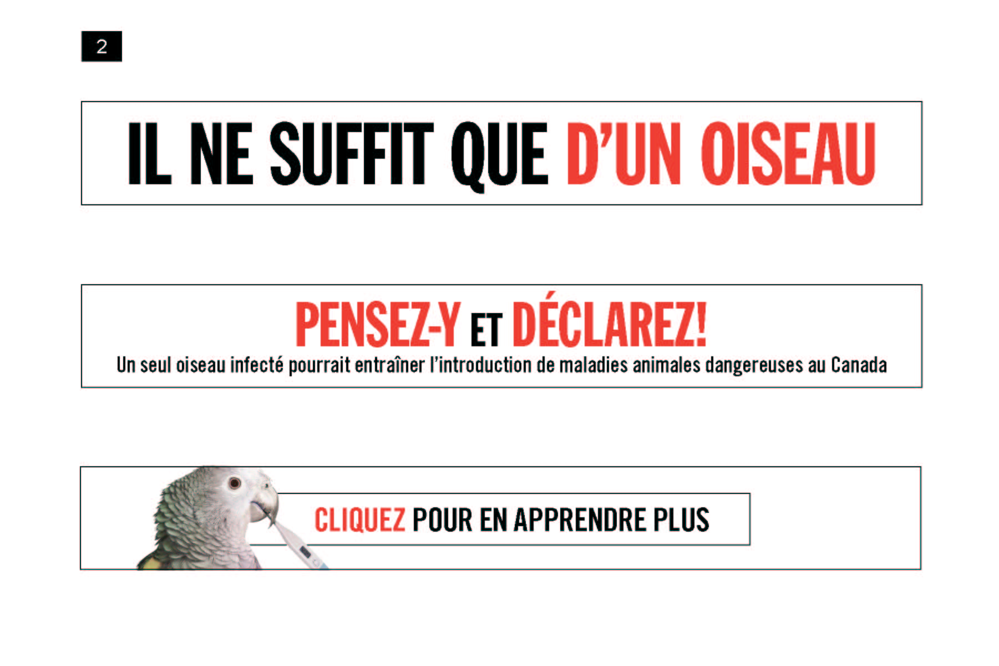 2
IL NE SUFFIT QUE D’UN OISEAU
PENSEZ-Y ET DÉCLAREZ!
Un seul oiseau infecté pourrait entraîner l’introduction de maladies animales dangereuses au Canada
CLIQUEZ POUR EN APPRENDRE PLUS